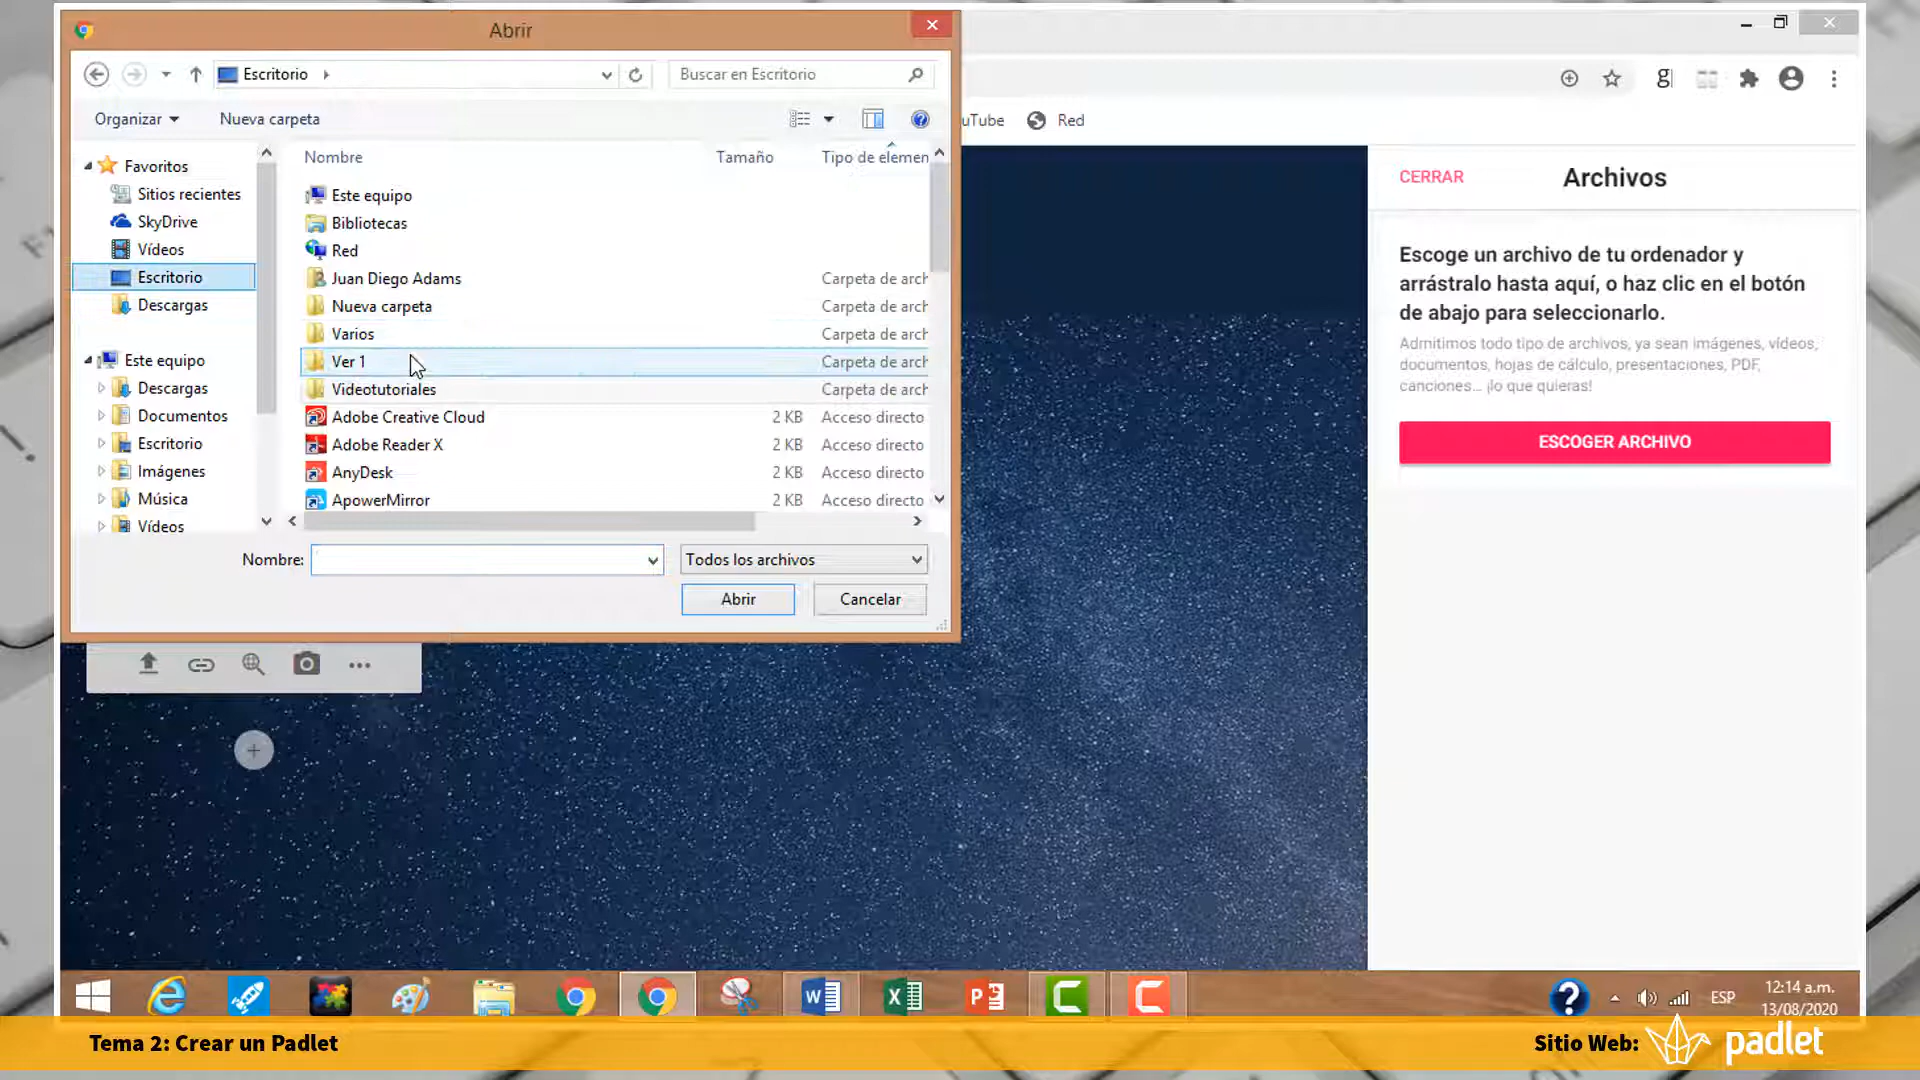 Abrir
Escritorio
Buscar en Escritorio
Organizar
Nueva carpeta
Favoritos
Sitios recientes
SkyDrive
Vídeos
Escritorio
Descargas
Este equipo
Descargas
Documentos
Escritorio
Imágenes
Música
Vídeos
Nombre Tamaño Tipo de elemen
Este equipo
Bibliotecas
Red
Juan Diego Adams Carpeta de arch
Nueva carpeta Carpeta de arch
Varios Carpeta de arch
Ver 1 Carpeta de arch
Videotutoriales Carpeta de arch
Adobe Creative Cloud 2 KB Acceso directo
Adobe Reader X 2 KB Acceso directo
AnyDesk 2 KB Acceso directo
ApowerMirror 2 KB Acceso directo
Nombre:
Todos los archivos
Abrir
Cancelar
uTube
Red
CERRAR
Archivos
Escoge un archivo de tu ordenador y
arrástralo hasta aquí, o haz clic en el botón
de abajo para seleccionarlo.
Admitimos todo tipo de archivos, ya sean imágenes, vídeos,
documentos, hojas de cálculo, presentaciones, PDF,
canciones... ¡lo que quieras!
ESCOGER ARCHIVO
ESP
12:14 a.m.
13/08/2020
Tema 2: Crear un Padlet
Sitio Web:
padlet